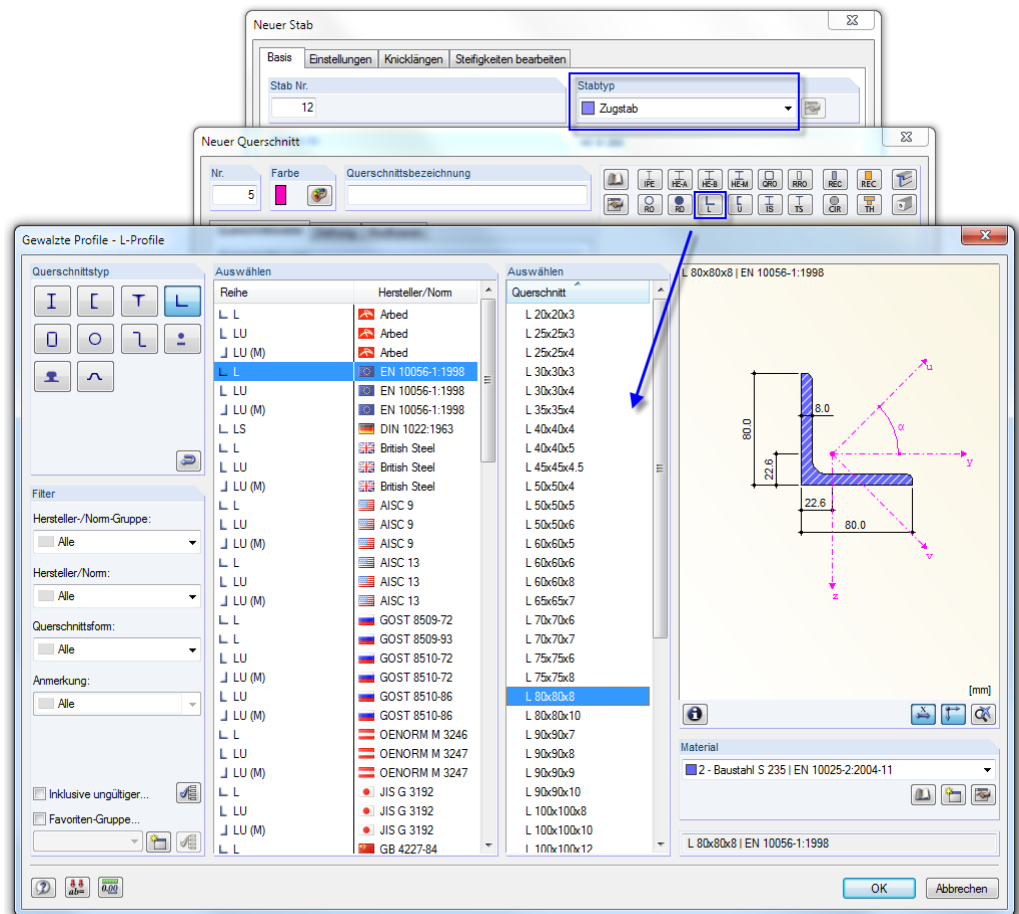 Neuer Stab
Basis Einstellungen Knicklängen Steifigkeiten bearbeiten
Stab Nr.
12
Stabtyp
Zugstab
Neuer Querschnitt
Nr. Farbe Querschnittsbezeichnung
5
IPE HE-A HE-B HE-M QRO RRO REC REC
RO RD L U IS TS CIR TH
Gewalzte Profile - L-Profile
Querschnittstyp
Filter
Hersteller-/Norm-Gruppe:
Alle
Hersteller/Norm:
Alle
Querschnittsform:
Alle
Anmerkung:
Alle
Inklusive ungültiger...
Favoriten-Gruppe...
Auswählen
Reihe Hersteller/Norm
L Arbed
LU Arbed
LU (M) Arbed
L EN 10056-1:1998
LU EN 10056-1:1998
LU (M) EN 10056-1:1998
LS DIN 1022:1963
L British Steel
LU British Steel
LU (M) British Steel
L AISC 9
LU AISC 9
LU (M) AISC 9
L AISC 13
LU AISC 13
LU (M) AISC 13
L GOST 8509-72
L GOST 8509-93
LU GOST 8510-72
LU (M) GOST 8510-72
LU GOST 8510-86
LU (M) GOST 8510-86
L OENORM M 3246
LU OENORM M 3247
LU (M) OENORM M 3247
L JIS G 3192
LU JIS G 3192
LU (M) JIS G 3192
L GB 4227-84
Auswählen
Querschnitt
L 20x20x3
L 25x25x3
L 25x25x4
L 30x30x3
L 30x30x4
L 35x35x4
L 40x40x4
L 40x40x5
L 45x45x4.5
L 50x50x4
L 50x50x5
L 50x50x6
L 60x60x5
L 60x60x6
L 60x60x8
L 65x65x7
L 70x70x6
L 70x70x7
L 75x75x6
L 75x75x8
L 80x80x8
L 80x80x10
L 90x90x7
L 90x90x8
L 90x90x9
L 90x90x10
L 100x100x8
L 100x100x10
L 100x100x12
L 80x80x8 | EN 10056-1:1998
u
8.0
α
80.0
y
22.6
22.6
80.0
v
z
[mm]
Material
2 - Baustahl S 235 | EN 10025-2:2004-11
L 80x80x8 | EN 10056-1:1998
OK Abbrechen